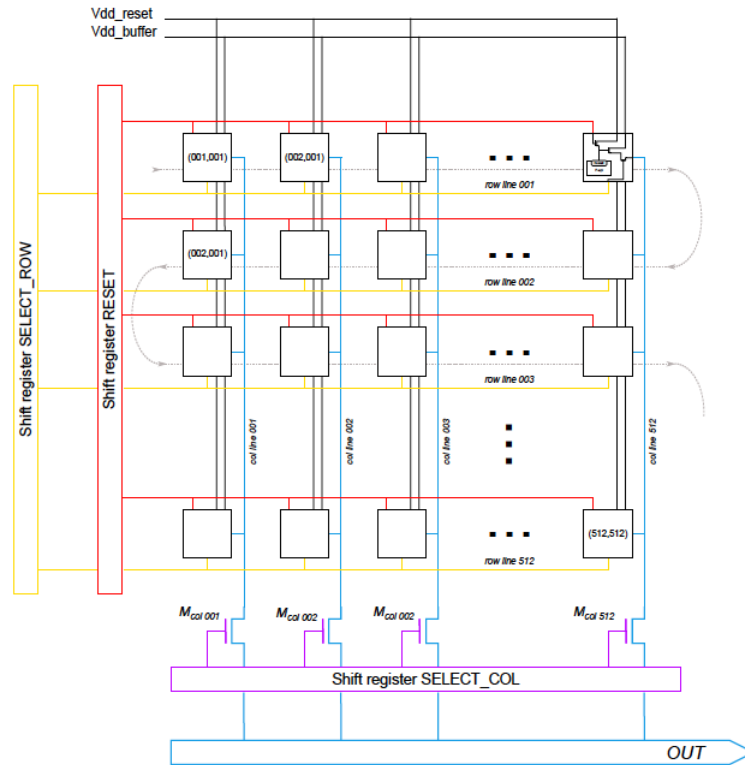 Vdd_reset
Vdd_buffer
Shift register SELECT_ROW
Shift register RESET
(001,001)
(002,001)
row line 001
(002,001)
row line 002
row line 003
col line 001
col line 002
col line 003
col line 512
(512,512)
row line 512
Mcol 001
Mcol 002
Mcol 002
Mcol 512
Shift register SELECT_COL
OUT